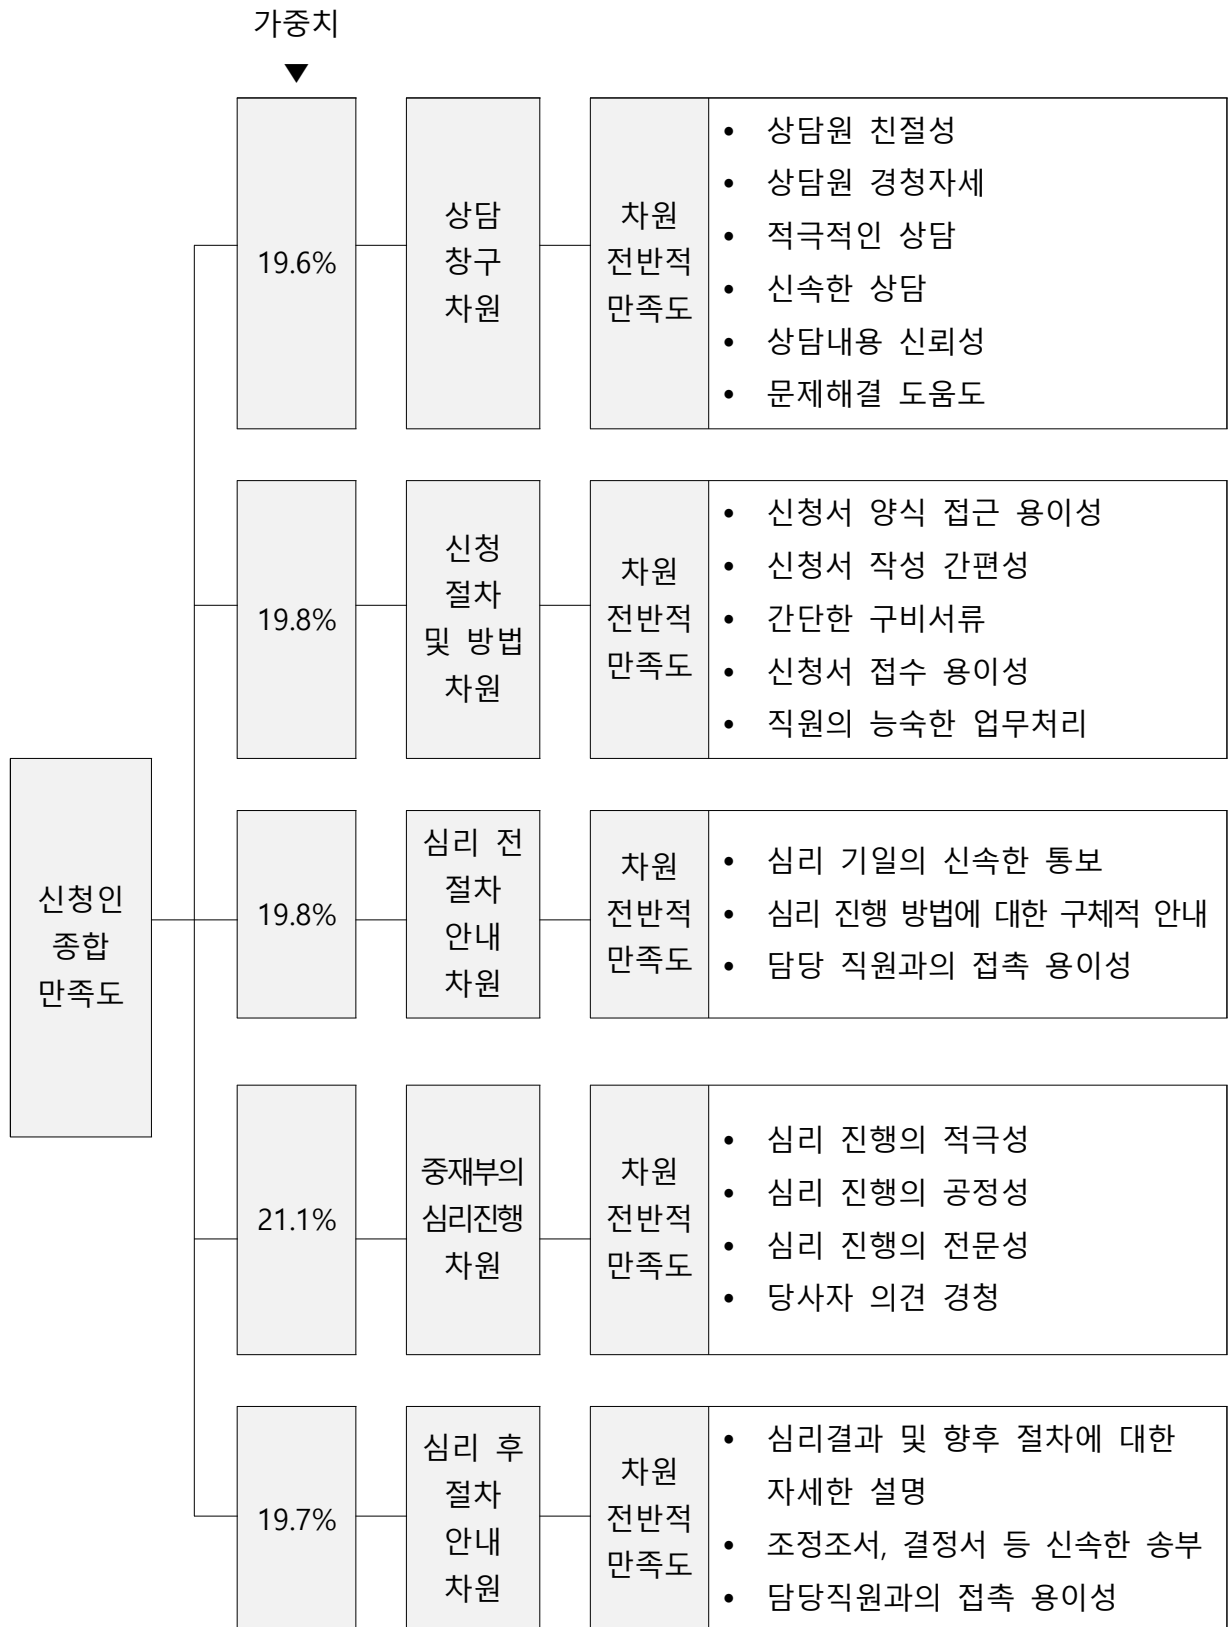 가중치
▼
19.6%
상담
창구
차원
차원
전반적
만족도
• 상담원 친절성
• 상담원 경청자세
• 적극적인 상담
• 신속한 상담
• 상담내용 신뢰성
• 문제해결 도움도
19.8%
신청
절차
및 방법
차원
차원
전반적
만족도
• 신청서 양식 접근 용이성
• 신청서 작성 간편성
• 간단한 구비서류
• 신청서 접수 용이성
• 직원의 능숙한 업무처리
신청인
종합
만족도
19.8%
심리 전
절차
안내
차원
차원
전반적
만족도
• 심리 기일의 신속한 통보
• 심리 진행 방법에 대한 구체적 안내
• 담당 직원과의 접촉 용이성
21.1%
중재부의
심리진행
차원
차원
전반적
만족도
• 심리 진행의 적극성
• 심리 진행의 공정성
• 심리 진행의 전문성
• 당사자 의견 경청
19.7%
심리 후
절차
안내
차원
차원
전반적
만족도
• 심리결과 및 향후 절차에 대한
자세한 설명
• 조정조서, 결정서 등 신속한 송부
• 담당직원과의 접촉 용이성